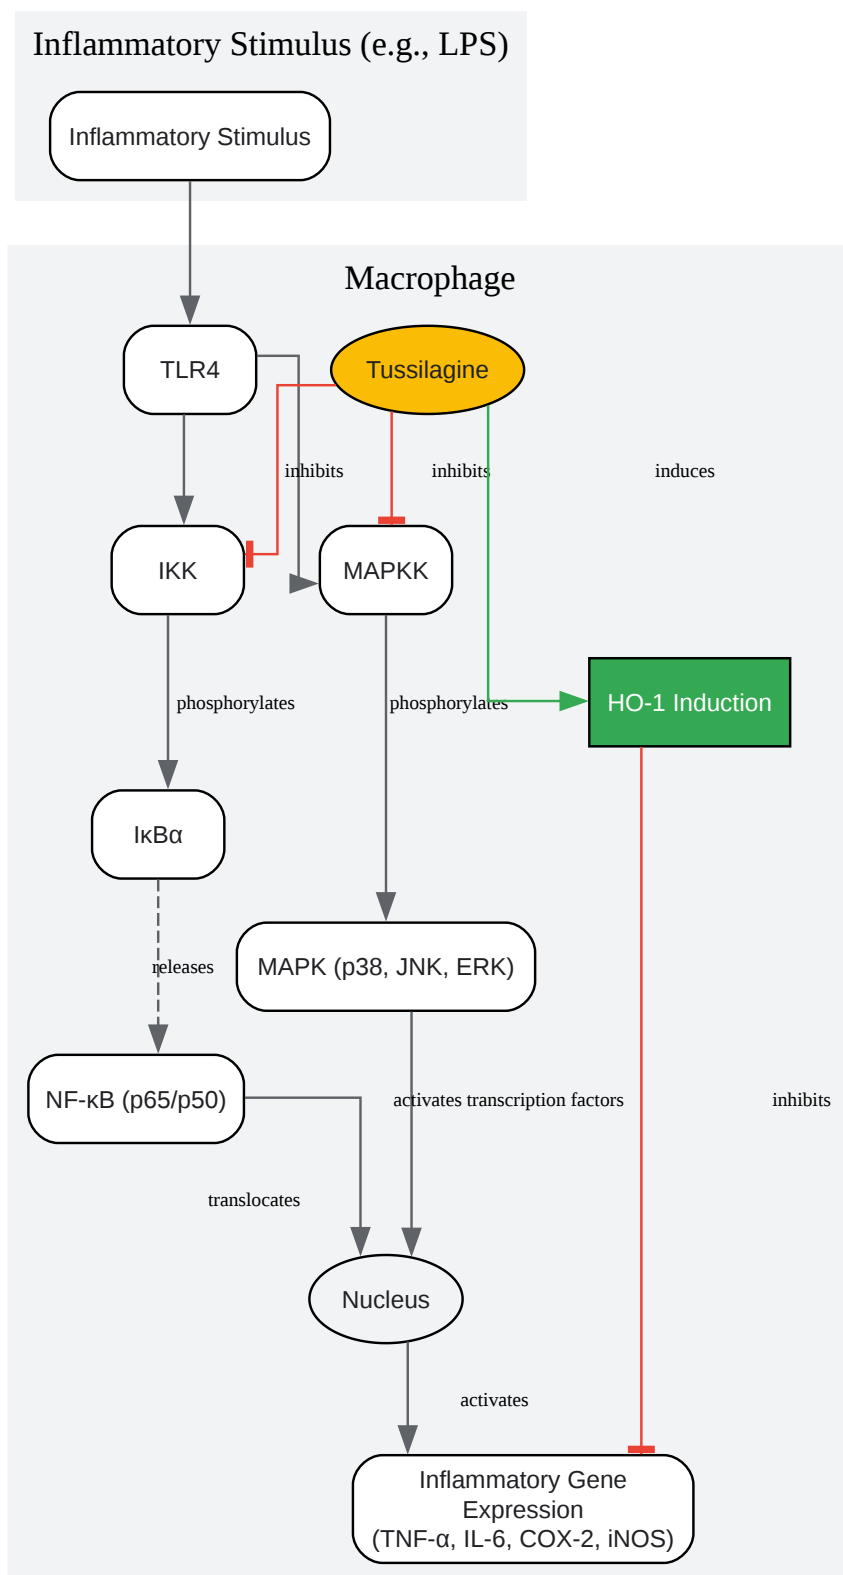 Inflammatory Stimulus (e.g., LPS)
Inflammatory Stimulus
Macrophage
TLR4
Tussilagine
inhibits
inhibits
induces
IKK
MAPKK
phosphorylates
phosphorylates
HO-1 Induction
IκBα
releases
MAPK (p38, JNK, ERK)
NF-κB (p65/p50)
activates transcription factors
inhibits
translocates
Nucleus
activates
Inflammatory Gene
Expression
(TNF-α, IL-6, COX-2, iNOS)